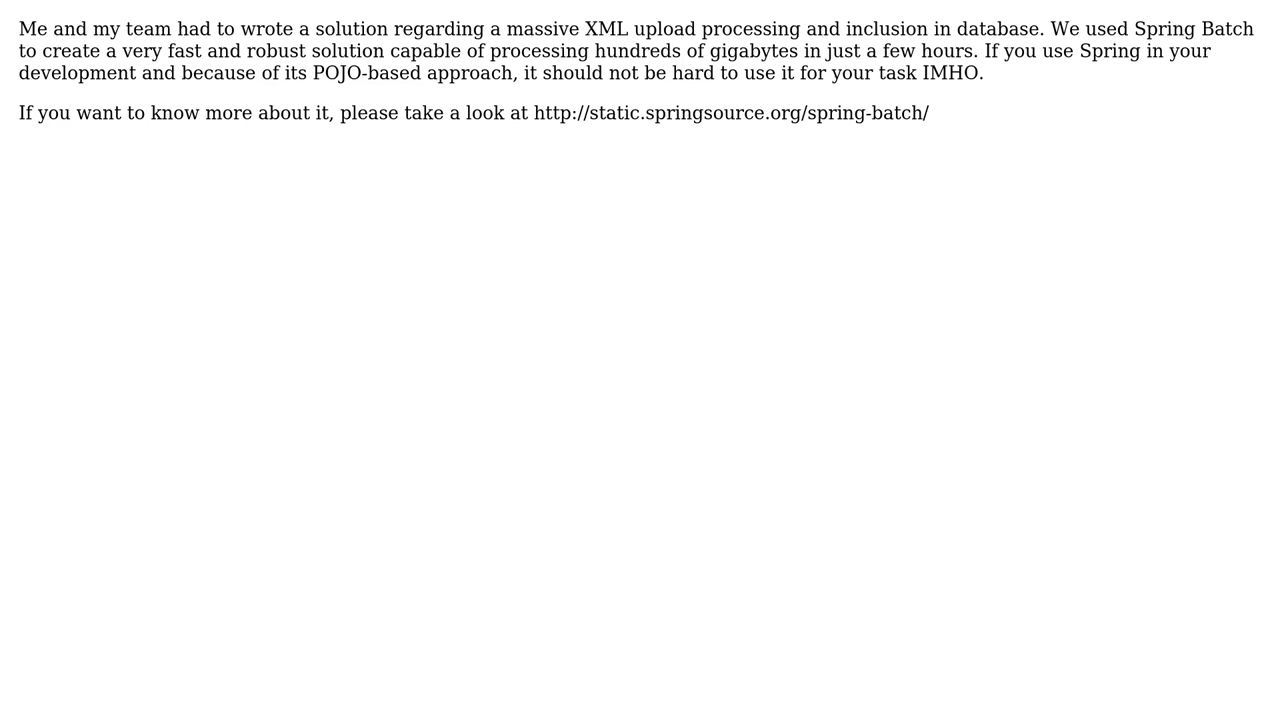 Me and my team had to wrote a solution regarding a massive XML upload processing and inclusion in database. We used Spring Batch
to create a very fast and robust solution capable of processing hundreds of gigabytes in just a few hours. If you use Spring in your
development and because of its POJO-based approach, it should not be hard to use it for your task IMHO.
If you want to know more about it, please take a look at http://static.springsource.org/spring-batch/